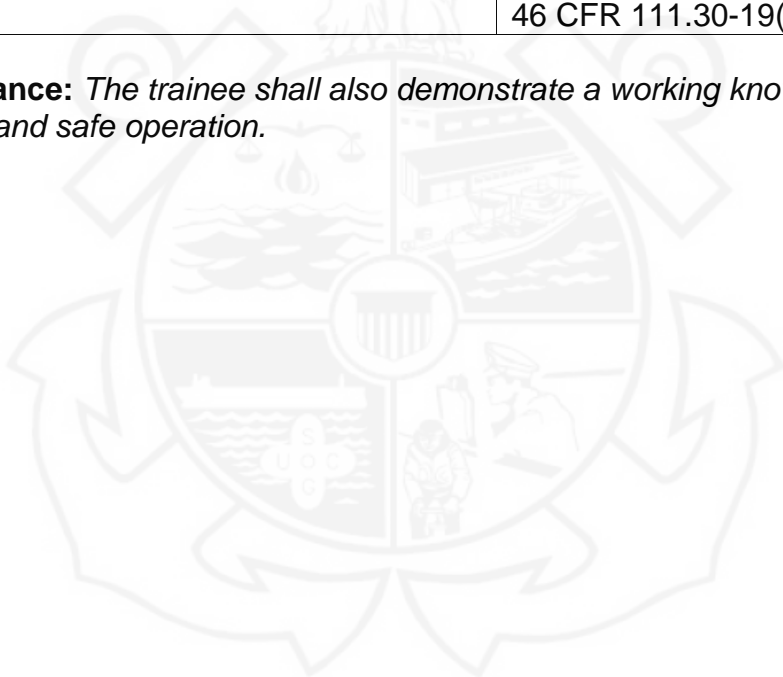 46 CFR 111.30-19(
ance: The trainee shall also demonstrate a working kno
and safe operation.
U S C G